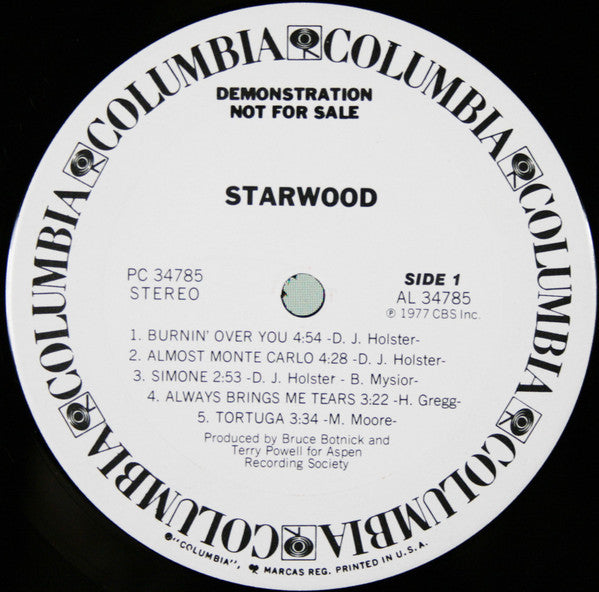 COLUMBIA COLUMBIA COLUMBIA COLUMBIA COLUMBIA COLUMBIA COLUMBIA COLUMBIA
DEMONSTRATION
NOT FOR SALE
STARWOOD
PC 34785
STEREO
SIDE 1
AL 34785
℗ 1977 CBS Inc.
1. BURNIN' OVER YOU 4:54 -D. J. Holster-
2. ALMOST MONTE CARLO 4:28 -D. J. Holster-
3. SIMONE 2:53 -D. J. Holster - B. Mysior-
4. ALWAYS BRINGS ME TEARS 3:22 -H. Gregg-
5. TORTUGA 3:34 -M. Moore-
Produced by Bruce Botnick and
Terry Powell for Aspen
Recording Society
"COLUMBIA", MARCAS REG. PRINTED IN U.S.A.